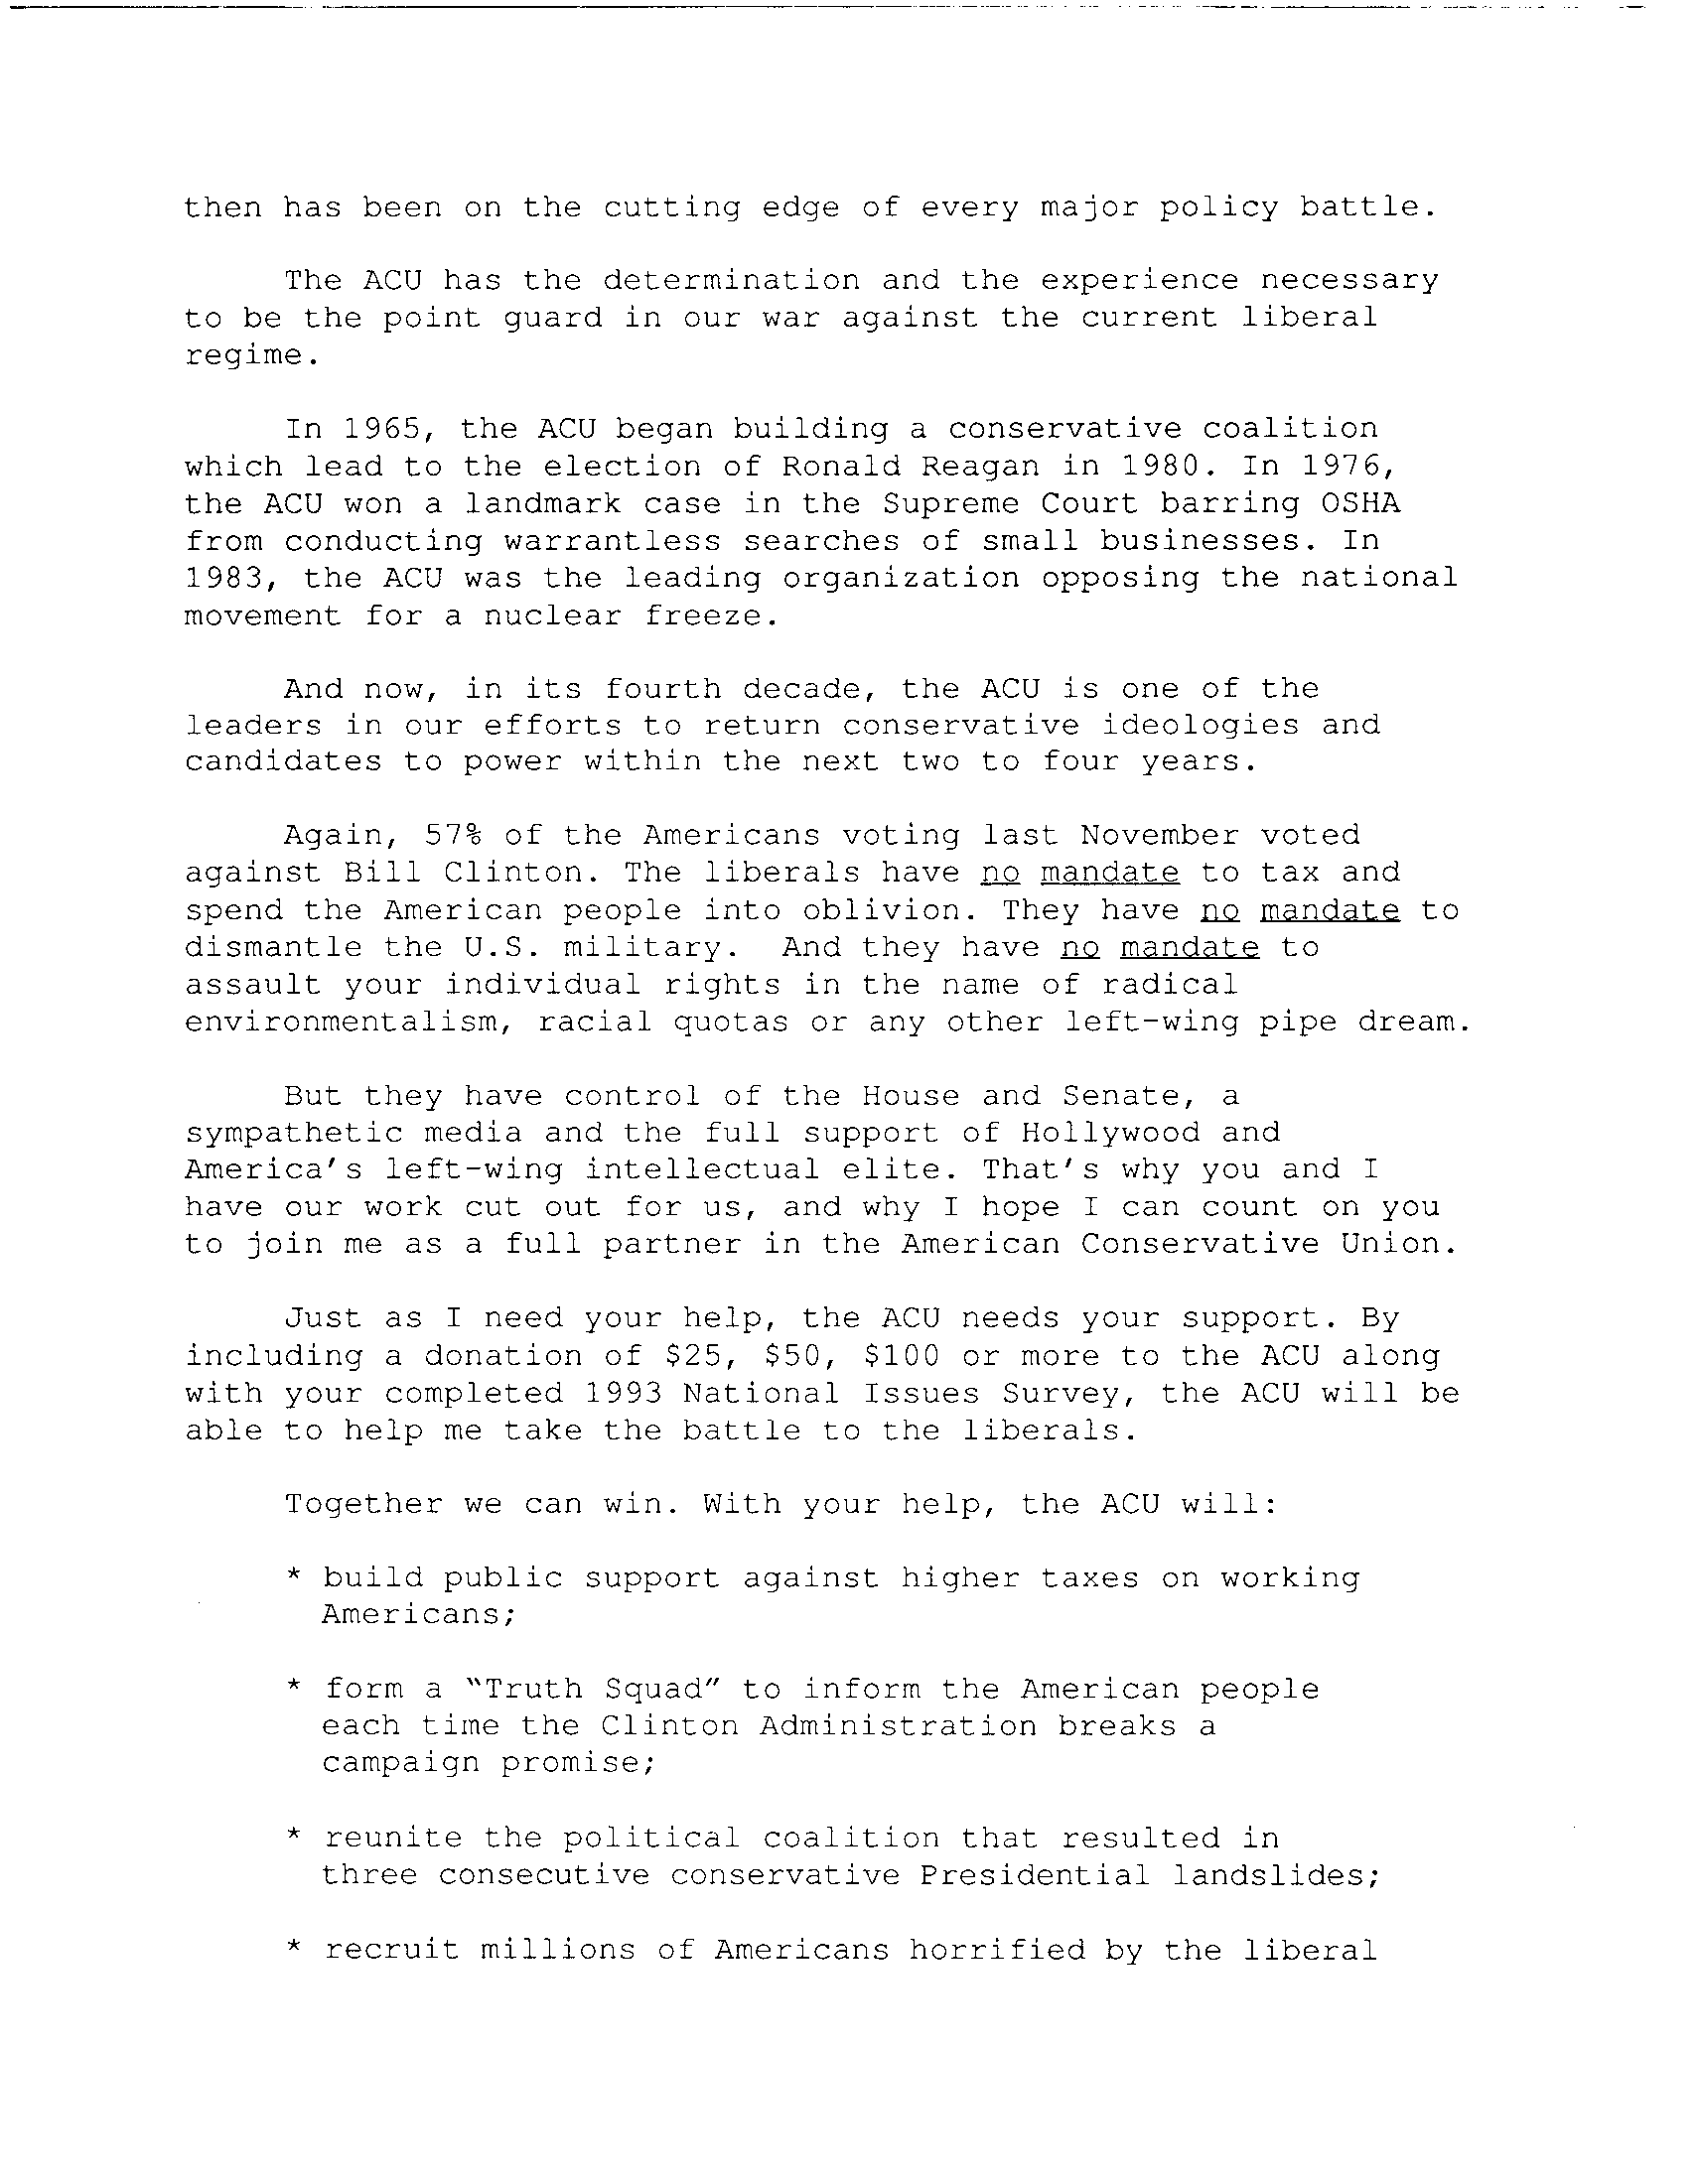 then has been on the cutting edge of every major policy battle.
The ACU has the determination and the experience necessary
to be the point guard in our war against the current liberal
regime.
In 1965, the ACU began building a conservative coalition
which lead to the election of Ronald Reagan in 1980. In 1976,
the ACU won a landmark case in the Supreme Court barring OSHA
from conducting warrantless searches of small businesses. In
1983, the ACU was the leading organization opposing the national
movement for a nuclear freeze.
And now, in its fourth decade, the ACU is one of the
leaders in our efforts to return conservative ideologies and
candidates to power within the next two to four years.
Again, 57% of the Americans voting last November voted
against Bill Clinton. The liberals have no mandate to tax and
spend the American people into oblivion. They have no mandate to
dismantle the U.S. military.  And they have no mandate to
assault your individual rights in the name of radical
environmentalism, racial quotas or any other left-wing pipe dream.
But they have control of the House and Senate, a
sympathetic media and the full support of Hollywood and
America's left-wing intellectual elite. That's why you and I
have our work cut out for us, and why I hope I can count on you
to join me as a full partner in the American Conservative Union.
Just as I need your help, the ACU needs your support. By
including a donation of $25, $50, $100 or more to the ACU along
with your completed 1993 National Issues Survey, the ACU will be
able to help me take the battle to the liberals.
Together we can win. With your help, the ACU will:
* build public support against higher taxes on working
Americans;
* form a "Truth Squad" to inform the American people
each time the Clinton Administration breaks a
campaign promise;
* reunite the political coalition that resulted in
three consecutive conservative Presidential landslides;
* recruit millions of Americans horrified by the liberal